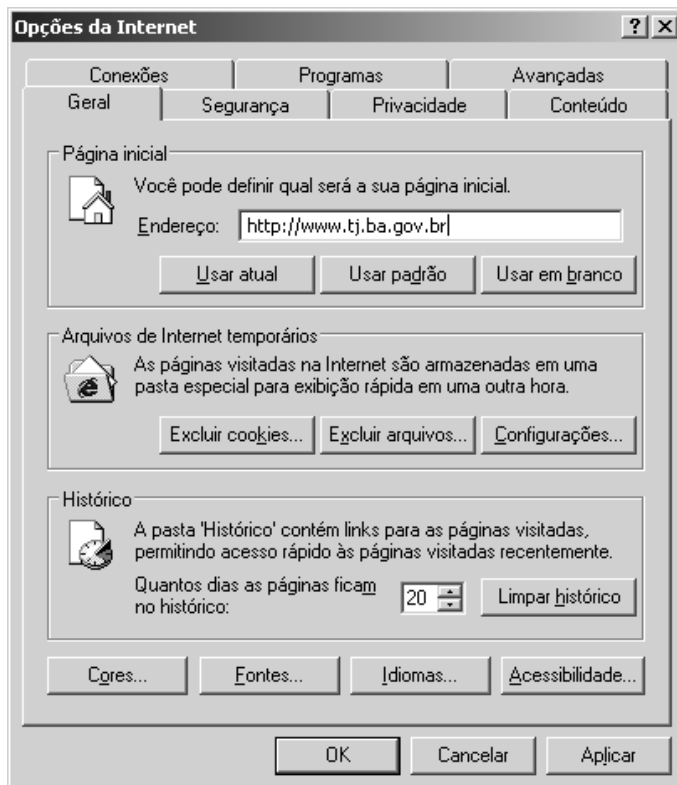 Opções da Internet
Conexões Programas Avançadas
Geral Segurança Privacidade Conteúdo
Página inicial
Você pode definir qual será a sua página inicial.
Endereço: http://www.tj.ba.gov.br
Usar atual Usar padrão Usar em branco
Arquivos de Internet temporários
As páginas visitadas na Internet são armazenadas em uma
pasta especial para exibição rápida em uma outra hora.
Excluir cookies... Excluir arquivos... Configurações...
Histórico
A pasta 'Histórico' contém links para as páginas visitadas,
permitindo acesso rápido às páginas visitadas recentemente.
Quantos dias as páginas ficam
no histórico: 20 Limpar histórico
Cores... Fontes... Idiomas... Acessibilidade...
OK Cancelar Aplicar